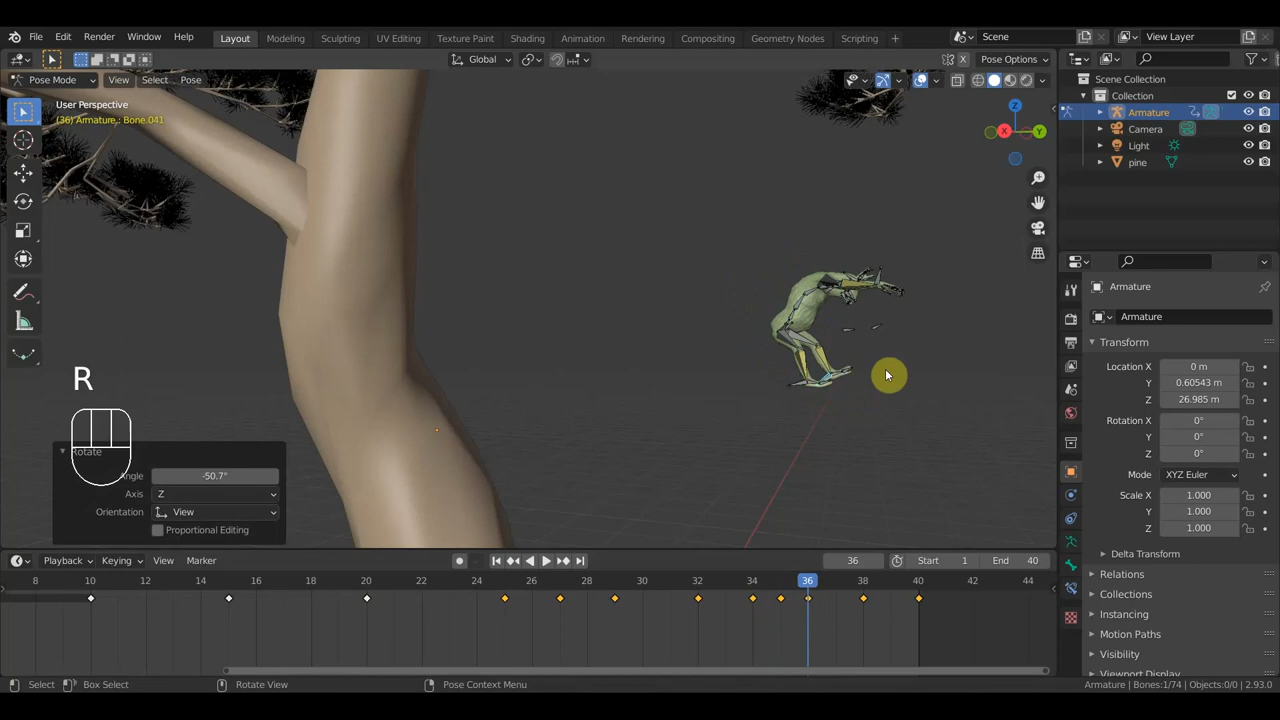 File Edit Render Window Help Layout Modeling Sculpting UV Editing Texture Paint Shading Animation Rendering Compositing Geometry Nodes Scripting + Scene View Layer
Global X Pose Options
Pose Mode View Select Pose
User Perspective
(36) Armature : Bone.041
Z
X Y
R
Rotate
Angle -50.7°
Axis Z
Orientation View
Proportional Editing
Scene Collection
Collection
Armature
Camera
Light
pine
Armature
Armature
Transform
Location X 0 m
Y 0.60543 m
Z 26.985 m
Rotation X 0°
Y 0°
Z 0°
Mode XYZ Euler
Scale X 1.000
Y 1.000
Z 1.000
Delta Transform
Relations
Collections
Instancing
Motion Paths
Visibility
Viewport Display
Playback Keying View Marker 36 Start 1 End 40
8 10 12 14 16 18 20 22 24 26 28 30 32 34 36 38 40 42 44
Select Box Select Rotate View Pose Context Menu Armature | Bones:1/74 | Objects:0/0 | 2.93.0